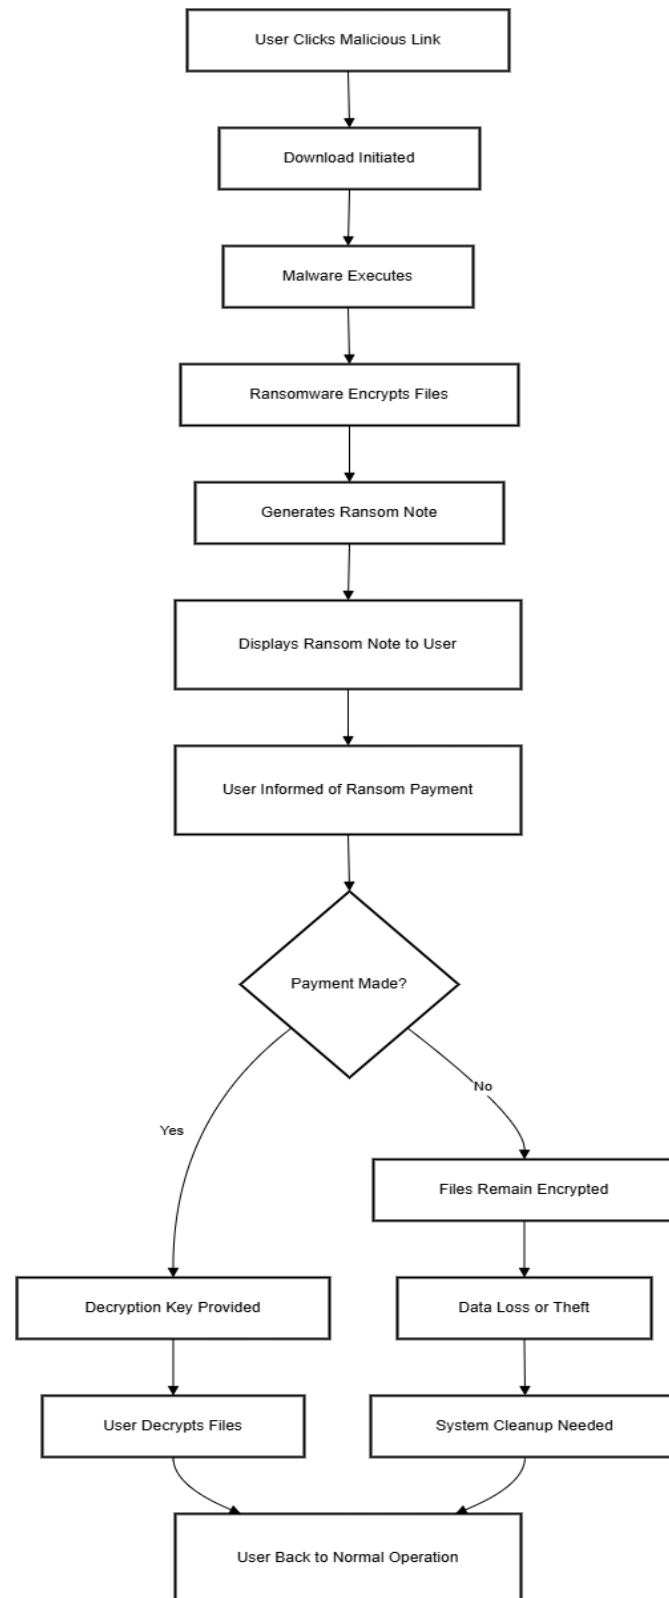 User Clicks Malicious Link
Download Initiated
Malware Executes
Ransomware Encrypts Files
Generates Ransom Note
Displays Ransom Note to User
User Informed of Ransom Payment
Payment Made?
No
Yes
Files Remain Encrypted
Decryption Key Provided
Data Loss or Theft
User Decrypts Files
System Cleanup Needed
User Back to Normal Operation